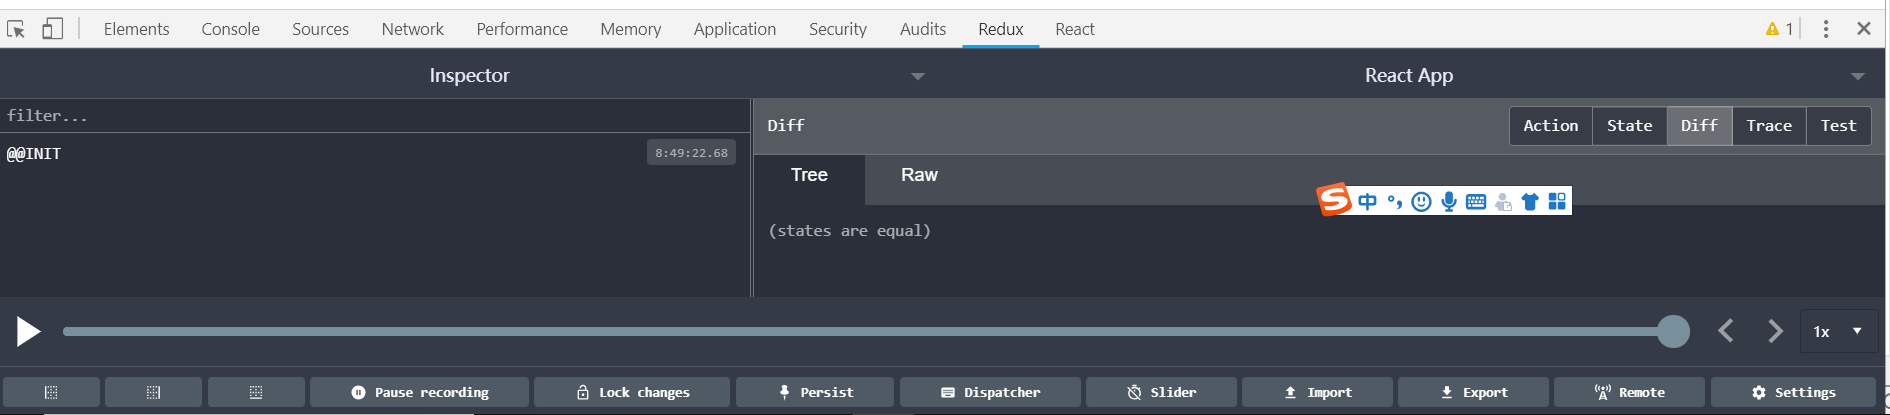 Elements Console Sources Network Performance Memory Application Security Audits Redux React 1
Inspector React App
filter...
Diff Action State Diff Trace Test
@@INIT 8:49:22.68
Tree Raw
S 中 °,
(states are equal)
1x
Pause recording Lock changes Persist Dispatcher Slider Import Export Remote Settings